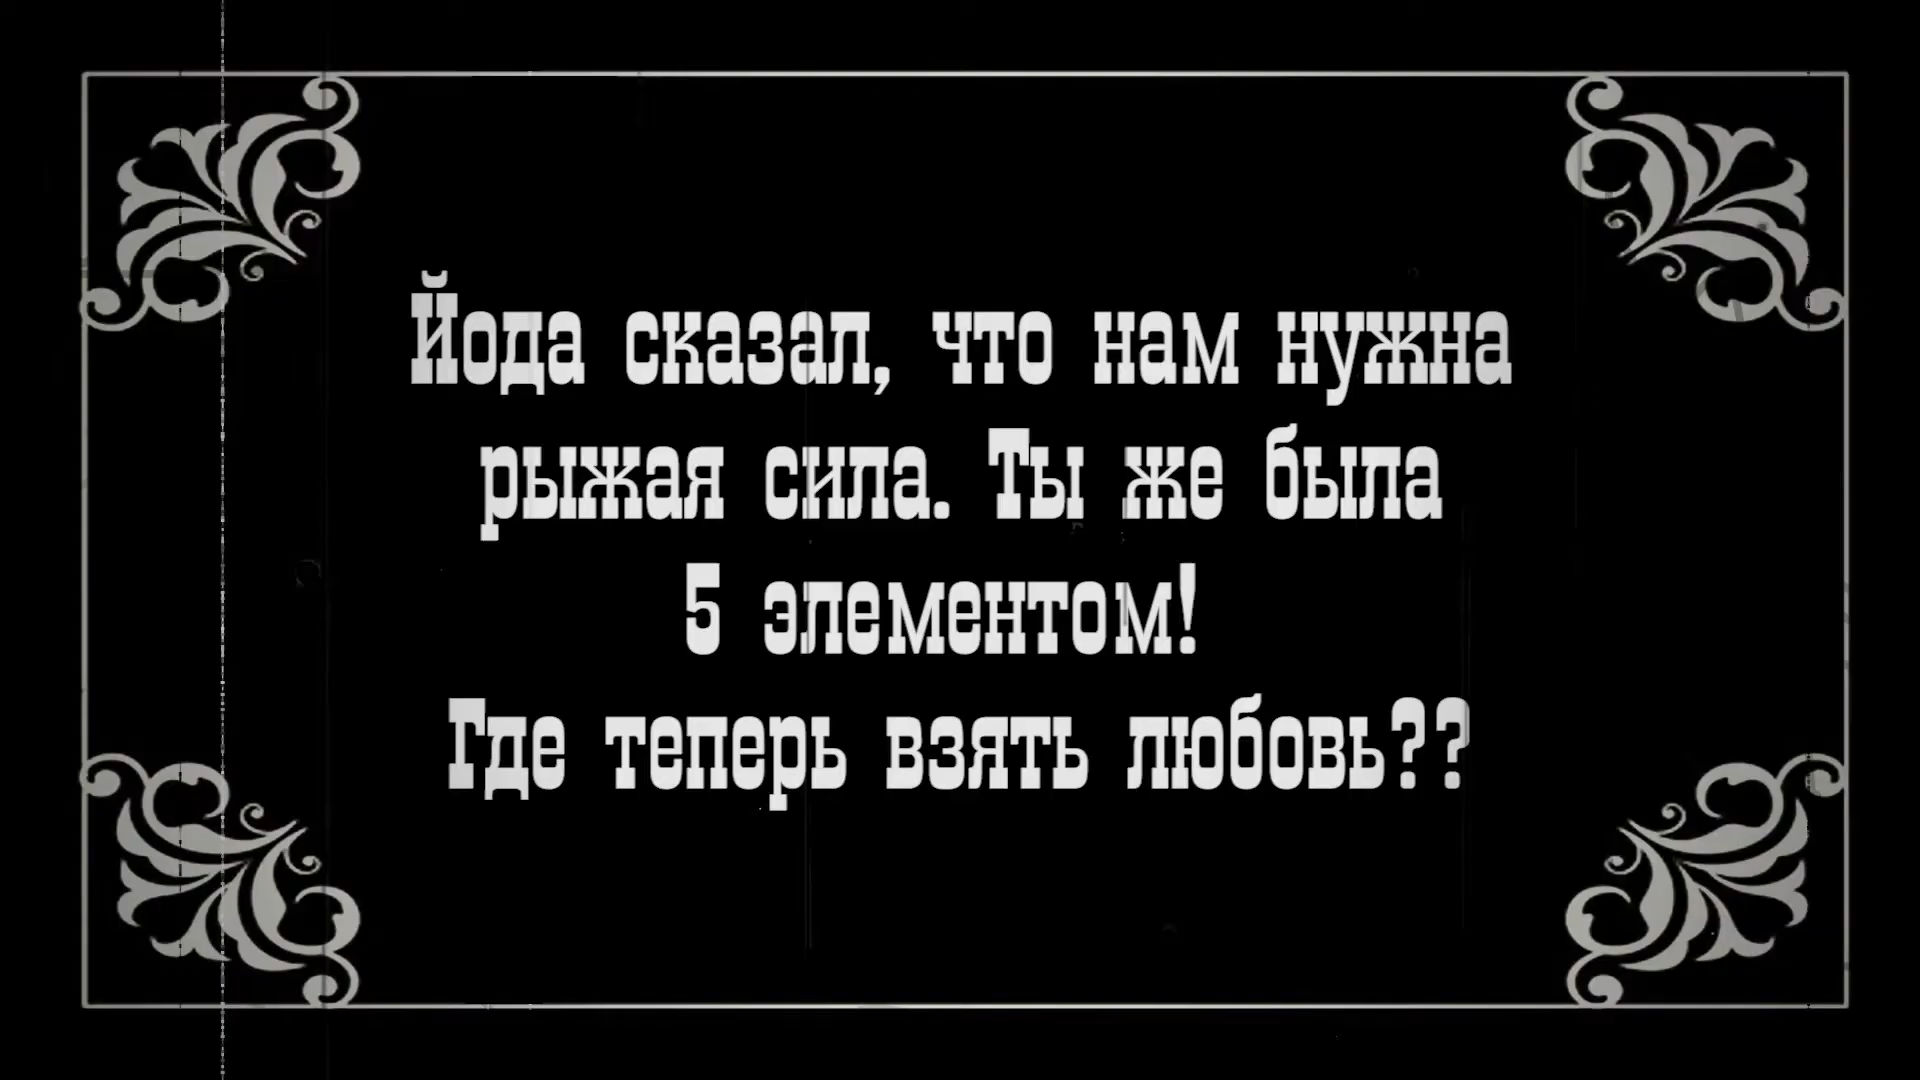 Йода сказал, что нам нужна
рыжая сила. Ты же была
5 элементом!
Где теперь взять любовь??